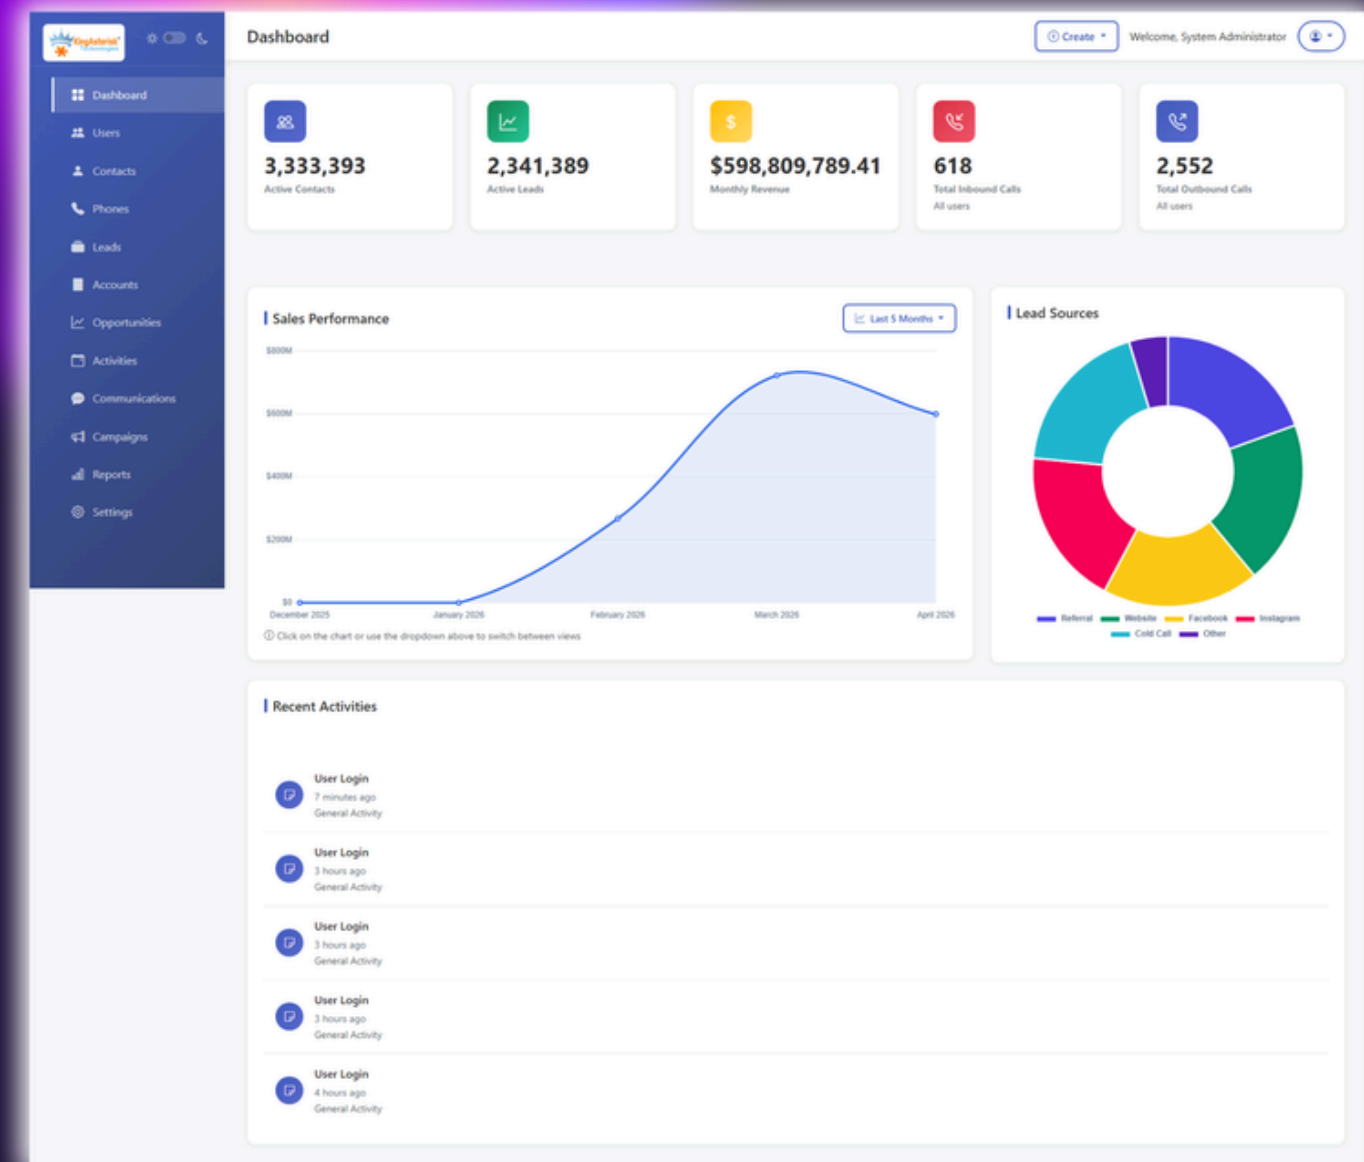 KingAsterisk
Dashboard
Create
Welcome, System Administrator
Dashboard
Users
Contacts
Phones
Leads
Accounts
Opportunities
Activities
Communications
Campaigns
Reports
Settings
3,333,393
Active Contacts
2,341,389
Active Leads
$
$598,809,789.41
Monthly Revenue
618
Total Inbound Calls
All users
2,552
Total Outbound Calls
All users
Sales Performance
Last 5 Months
$800M
$600M
$400M
$200M
$0
December 2025 January 2026 February 2026 March 2026 April 2026
Click on the chart or use the dropdown above to switch between views
Lead Sources
Referral Website Facebook Instagram
Cold Call Other
Recent Activities
User Login
7 minutes ago
General Activity
User Login
3 hours ago
General Activity
User Login
3 hours ago
General Activity
User Login
3 hours ago
General Activity
User Login
4 hours ago
General Activity